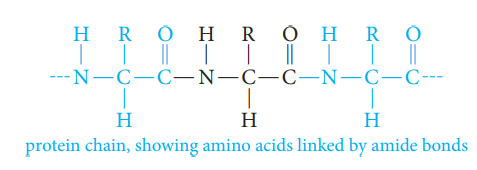 H R O H R O H R O
---N—C—C—N—C—C—N—C—C---
H H H
protein chain, showing amino acids linked by amide bonds